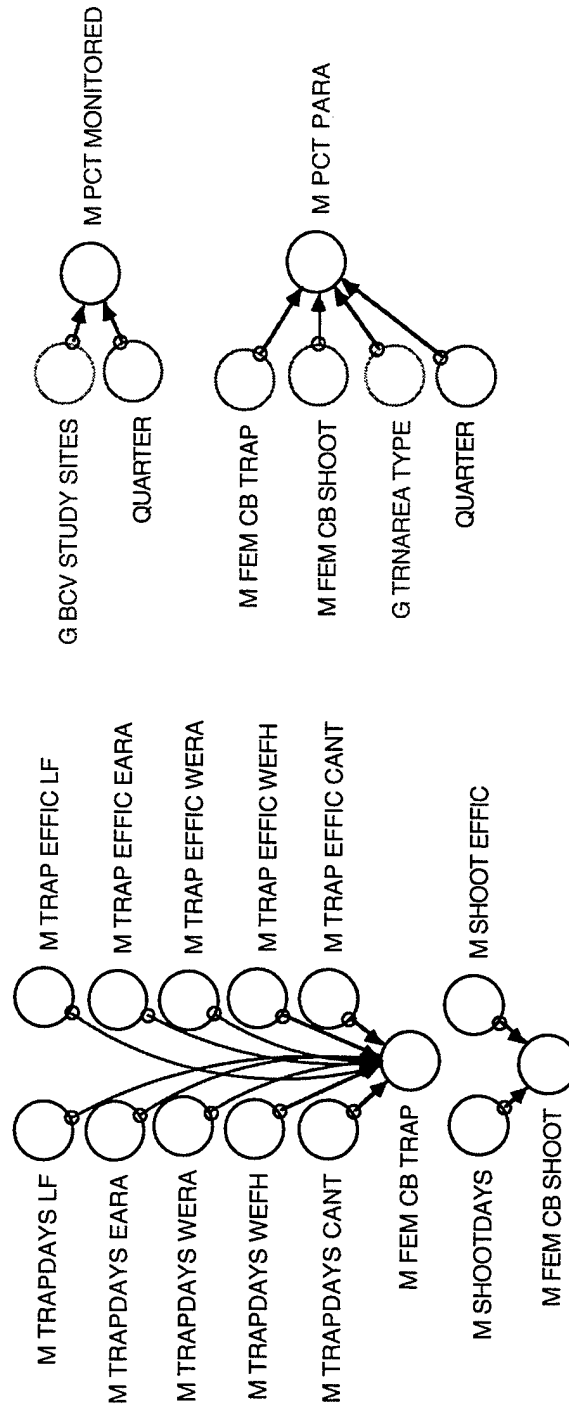 M TRAPDAYS LF
M TRAP EFFIC LF
M TRAPDAYS EARA
M TRAP EFFIC EARA
M TRAPDAYS WERA
M TRAP EFFIC WERA
M TRAPDAYS WEFH
M TRAP EFFIC WEFH
M TRAPDAYS CANT
M TRAP EFFIC CANT
M FEM CB TRAP
M SHOOTDAYS
M SHOOT EFFIC
M FEM CB SHOOT
G BCV STUDY SITES
M PCT MONITORED
QUARTER
M FEM CB TRAP
M PCT PARA
M FEM CB SHOOT
G TRNAREA TYPE
QUARTER